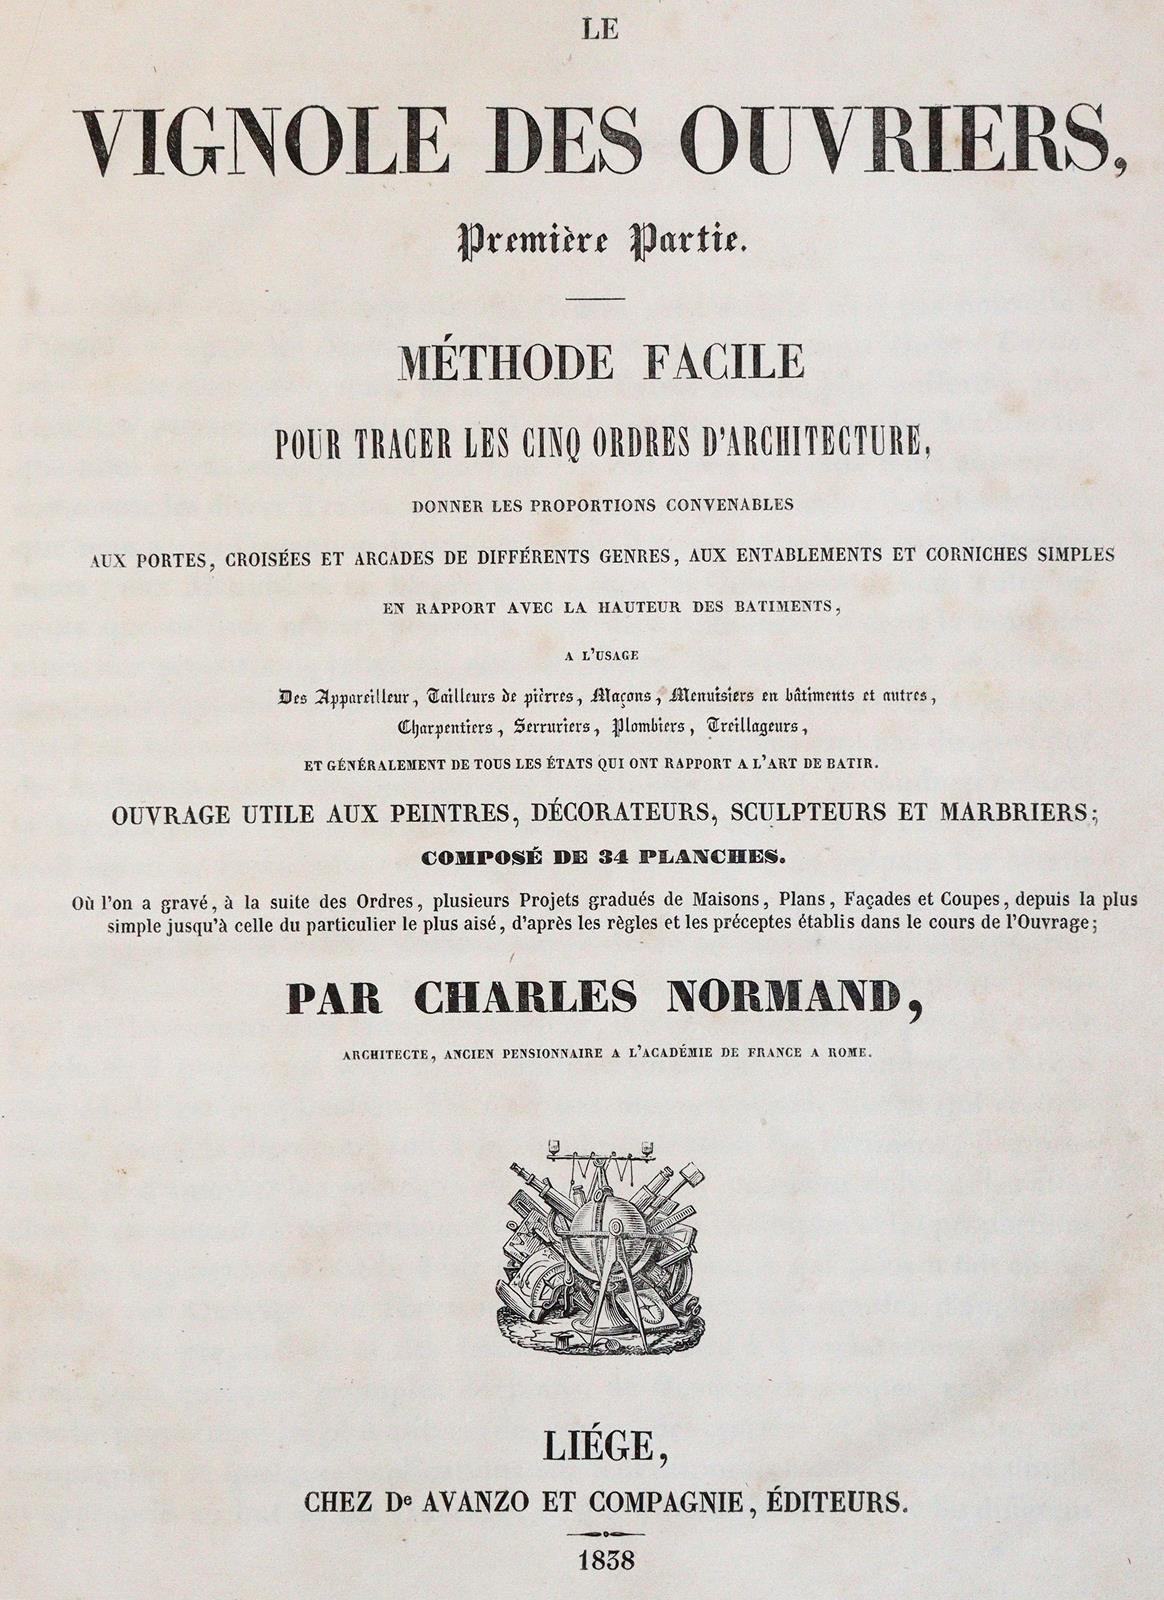 LE
VIGNOLE DES OUVRIERS,
Première Partie.
MÉTHODE FACILE
POUR TRACER LES CINQ ORDRES D'ARCHITECTURE,
DONNER LES PROPORTIONS CONVENABLES
AUX PORTES, CROISÉES ET ARCADES DE DIFFÉRENTS GENRES, AUX ENTABLEMENTS ET CORNICHES SIMPLES
EN RAPPORT AVEC LA HAUTEUR DES BATIMENTS,
A L'USAGE
Des Appareilleur, Tailleurs de pièrres, Maçons, Menuisiers en bâtiments et autres,
Charpentiers, Serruriers, Plombiers, Treillageurs,
ET GÉNÉRALEMENT DE TOUS LES ÉTATS QUI ONT RAPPORT A L'ART DE BATIR.
OUVRAGE UTILE AUX PEINTRES, DÉCORATEURS, SCULPTEURS ET MARBRIERS;
COMPOSÉ DE 34 PLANCHES.
Où l'on a gravé, à la suite des Ordres, plusieurs Projets gradués de Maisons, Plans, Façades et Coupes, depuis la plus
simple jusqu'à celle du particulier le plus aisé, d'après les règles et les préceptes établis dans le cours de l'Ouvrage;
PAR CHARLES NORMAND,
ARCHITECTE, ANCIEN PENSIONNAIRE A L'ACADÉMIE DE FRANCE A ROME.
LIÉGE,
CHEZ De AVANZO ET COMPAGNIE, ÉDITEURS.
1838